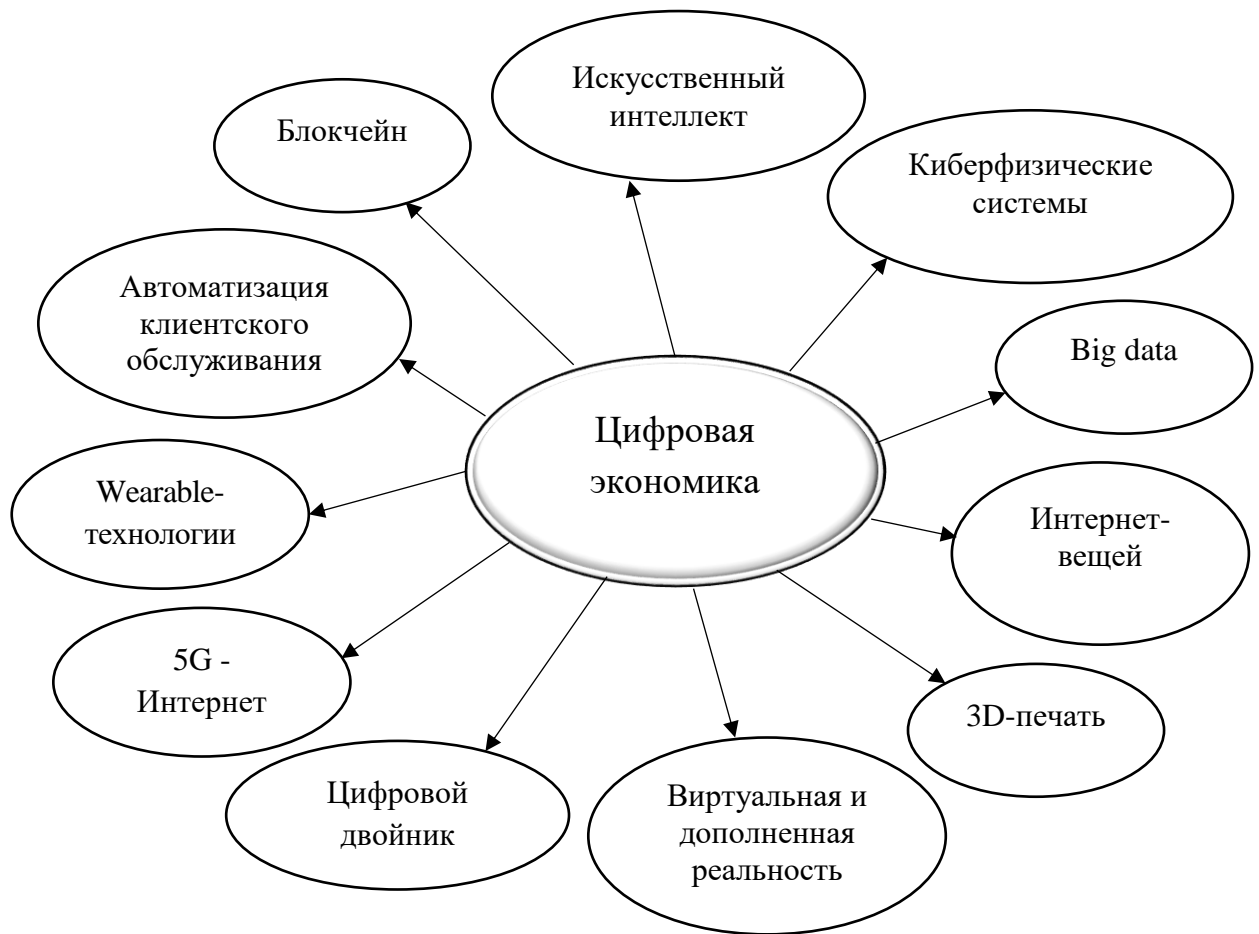 Искусственный
интеллект
Блокчейн
Киберфизические
системы
Автоматизация
клиентского
обслуживания
Big data
Цифровая
экономика
Wearable-
технологии
Интернет-
вещей
5G -
Интернет
3D-печать
Цифровой
двойник
Виртуальная и
дополненная
реальность